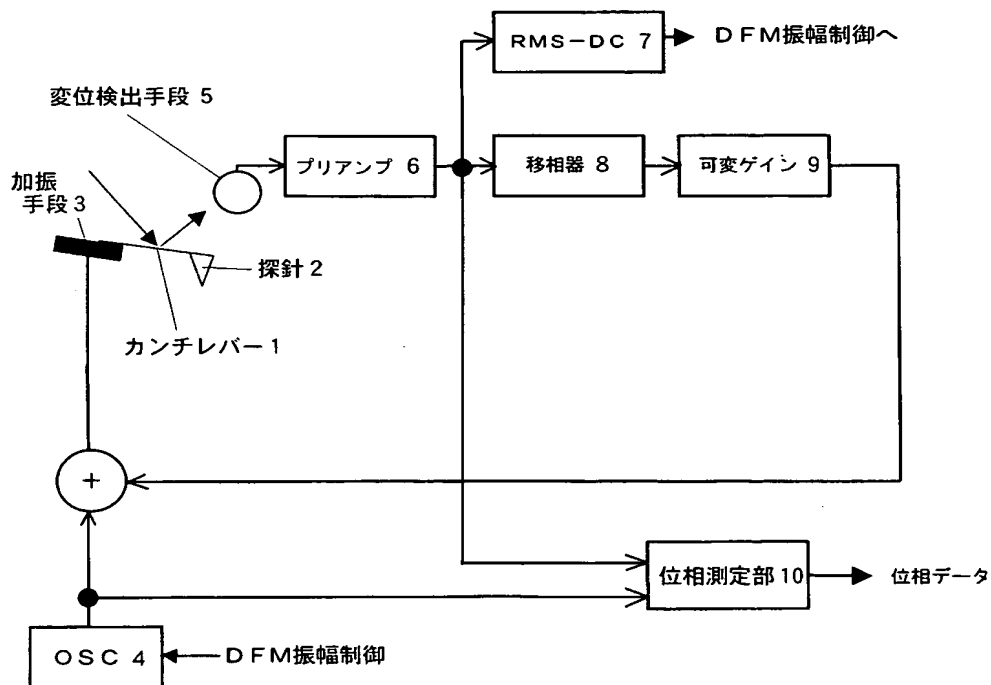 RMS-DC 7
DFM振幅制御へ
変位検出手段 5
プリアンプ 6
移相器 8
可変ゲイン 9
加振
手段 3
探針 2
カンチレバー 1
+
位相測定部 10
位相データ
OSC 4
DFM振幅制御